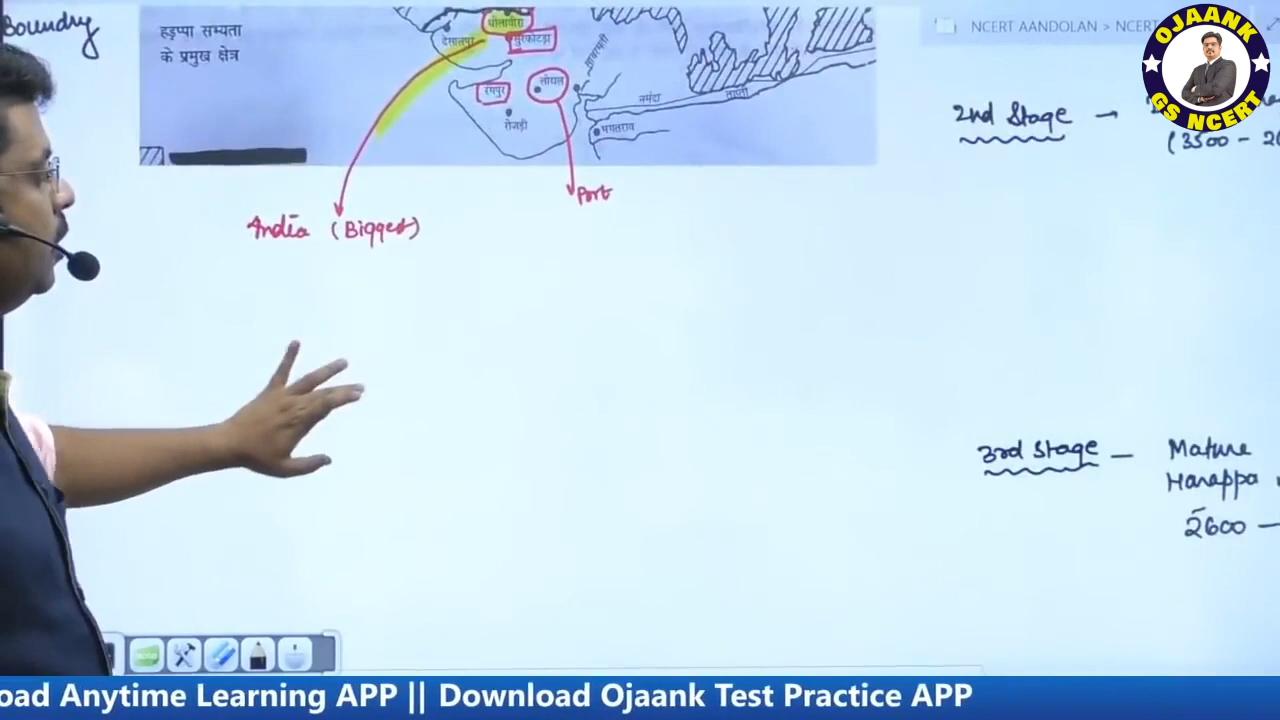 Boundry
हड़प्पा सभ्यता
के प्रमुख क्षेत्र
धौलावीरा
देसालपुर
सुरकोटडा
साबरमती
रंगपुर
लोथल
रोजड़ी
नर्मदा
ताप्ती
भगतराव
India (Biggest)
Port
NCERT AANDOLAN > NCERT
OJAANK
GS NCERT
2nd Stage →
(3500 –
3rd Stage – Mature
Harappa
2600 –
oad Anytime Learning APP || Download Ojaank Test Practice APP